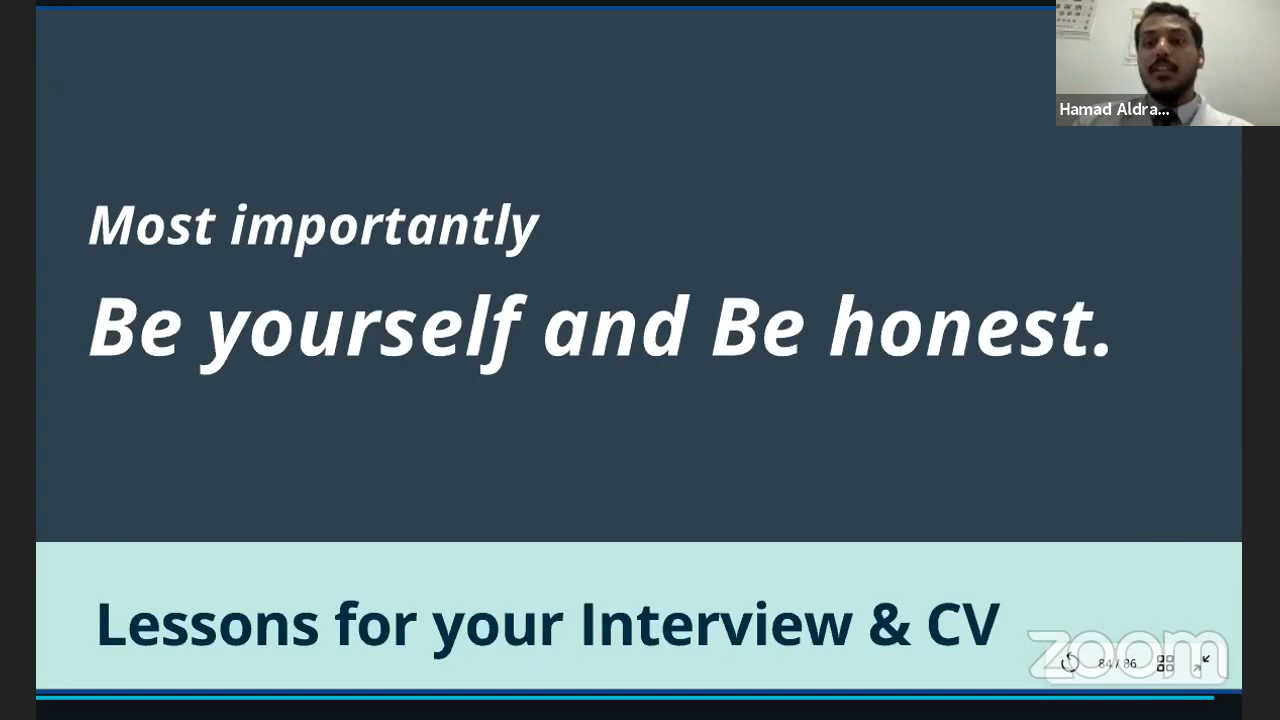 Hamad Aldra...
Most importantly
Be yourself and Be honest.
Lessons for your Interview & CV
zoom
84 / 86